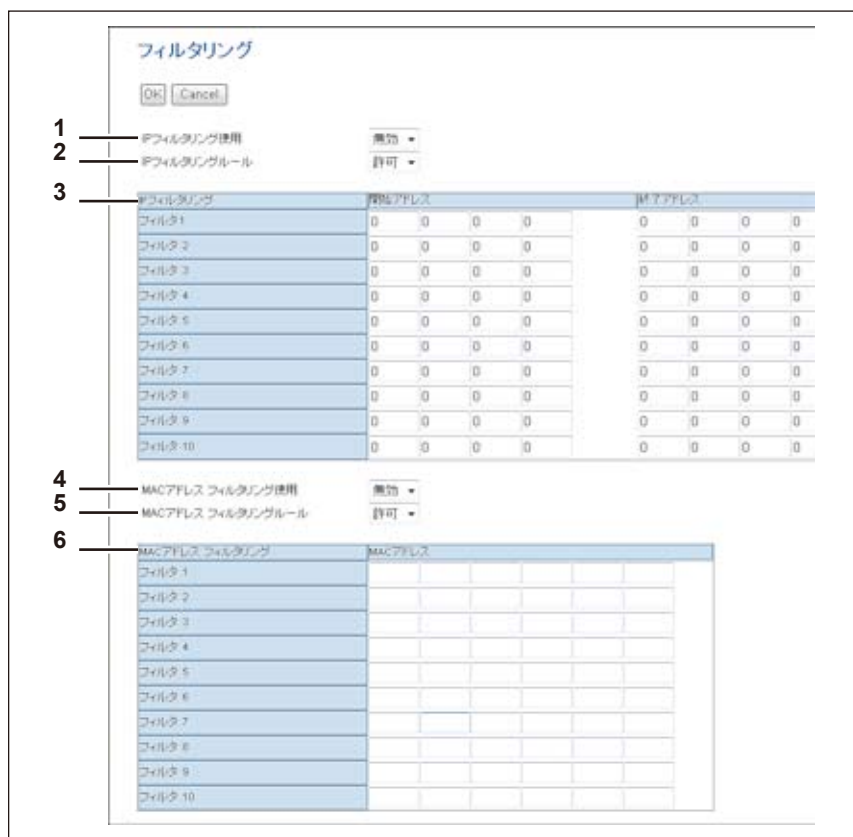 フィルタリング
OK Cancel
1 IPフィルタリング使用 無効
2 IPフィルタリングルール 許可
3 IPフィルタリング 開始アドレス 終了アドレス
フィルタ 1 0 0 0 0 0 0 0 0
フィルタ 2 0 0 0 0 0 0 0 0
フィルタ 3 0 0 0 0 0 0 0 0
フィルタ 4 0 0 0 0 0 0 0 0
フィルタ 5 0 0 0 0 0 0 0 0
フィルタ 6 0 0 0 0 0 0 0 0
フィルタ 7 0 0 0 0 0 0 0 0
フィルタ 8 0 0 0 0 0 0 0 0
フィルタ 9 0 0 0 0 0 0 0 0
フィルタ 10 0 0 0 0 0 0 0 0
4 MACアドレス フィルタリング使用 無効
5 MACアドレス フィルタリングルール 許可
6 MACアドレス フィルタリング MACアドレス
フィルタ 1
フィルタ 2
フィルタ 3
フィルタ 4
フィルタ 5
フィルタ 6
フィルタ 7
フィルタ 8
フィルタ 9
フィルタ 10